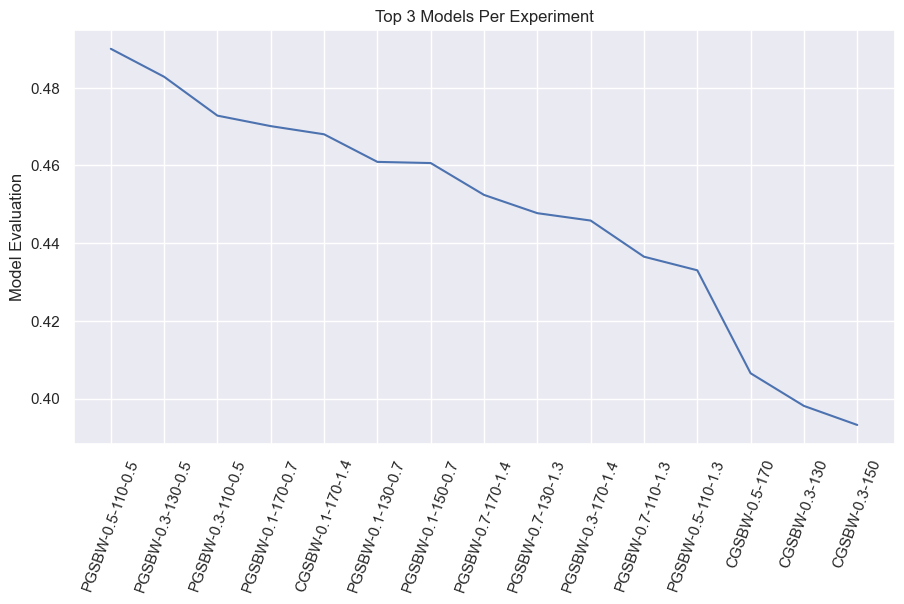 Top 3 Models Per Experiment
Model Evaluation
0.48
0.46
0.44
0.42
0.40
PGSBW-0.5-110-0.5
PGSBW-0.3-130-0.5
PGSBW-0.3-110-0.5
PGSBW-0.1-170-0.7
CGSBW-0.1-170-1.4
PGSBW-0.1-130-0.7
PGSBW-0.1-150-0.7
PGSBW-0.7-170-1.4
PGSBW-0.7-130-1.3
PGSBW-0.3-170-1.4
PGSBW-0.7-110-1.3
PGSBW-0.5-110-1.3
CGSBW-0.5-170
CGSBW-0.3-130
CGSBW-0.3-150